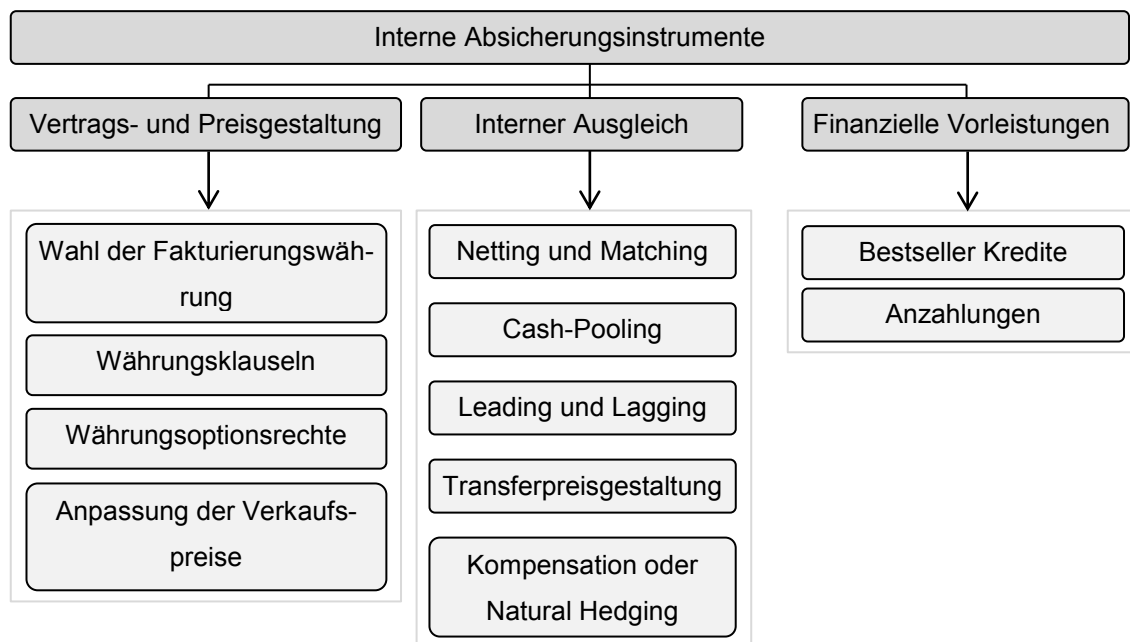 Interne Absicherungsinstrumente
Vertrags- und Preisgestaltung
Interner Ausgleich
Finanzielle Vorleistungen
Wahl der Fakturierungswäh-
rung
Währungsklauseln
Währungsoptionsrechte
Anpassung der Verkaufs-
preise
Netting und Matching
Cash-Pooling
Leading und Lagging
Transferpreisgestaltung
Kompensation oder
Natural Hedging
Bestseller Kredite
Anzahlungen